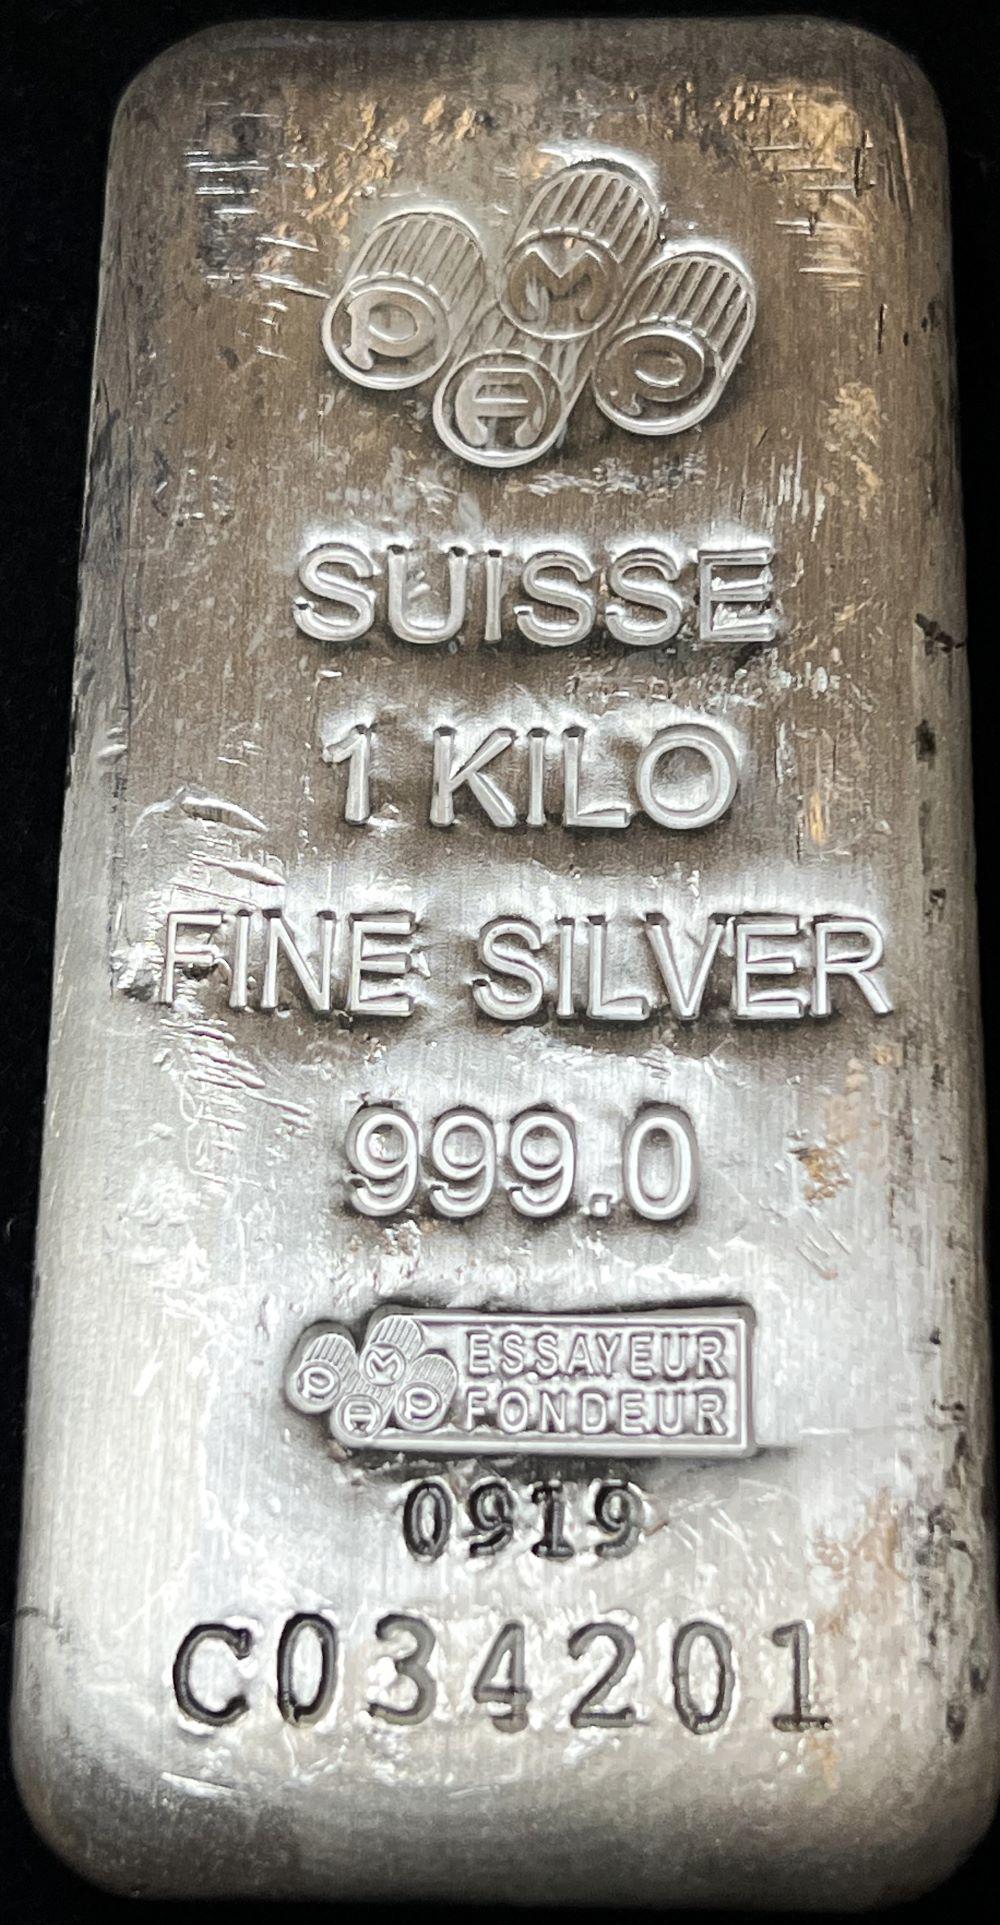 PAMP
SUISSE
1 KILO
FINE SILVER
999.0
PAMP ESSAYEUR
FONDEUR
0919
C034201